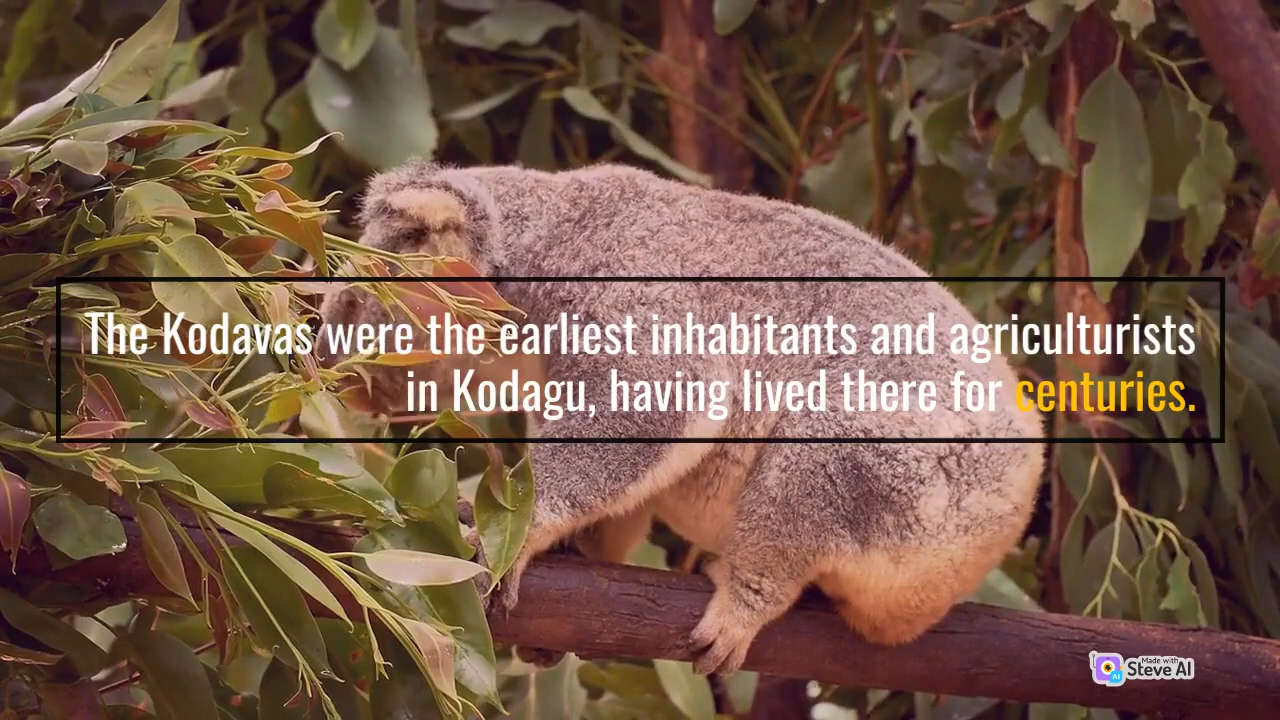 The Kodavas were the earliest inhabitants and agriculturists
in Kodagu, having lived there for centuries.
Made with
Steve AI
AI